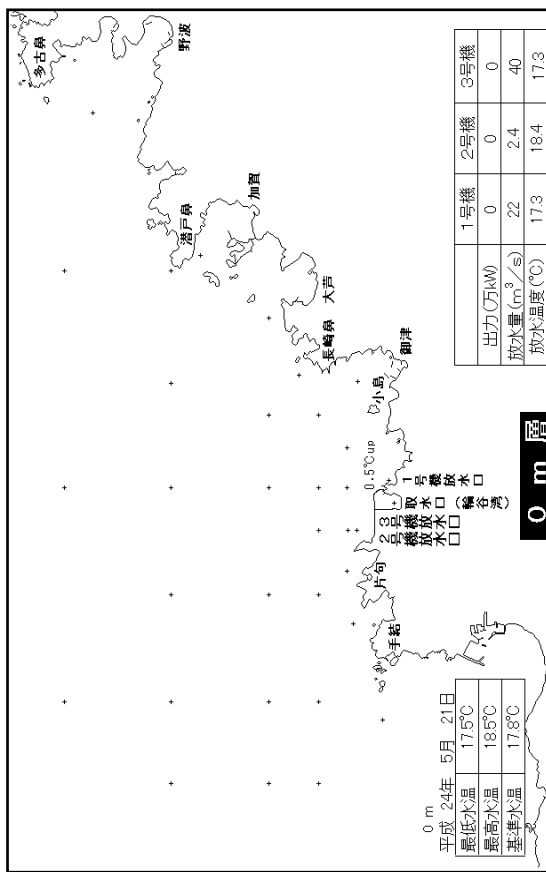 0 m
平成 24年 5月 21日
最低水温 17.5℃
最高水温 18.5℃
基準水温 17.8℃
0 m 層
1号機 2号機 3号機
出力(万kW) 0 0 0
放水量(m³/s) 22 2.4 40
放水温度(℃) 17.3 18.4 17.3
手結
片句
2号機放水口
3号機放水口
取水口(輪谷湾)
1号機放水口
0.5℃up
小島
御津
長崎鼻
大芦
加賀
潜戸鼻
野波
多古鼻